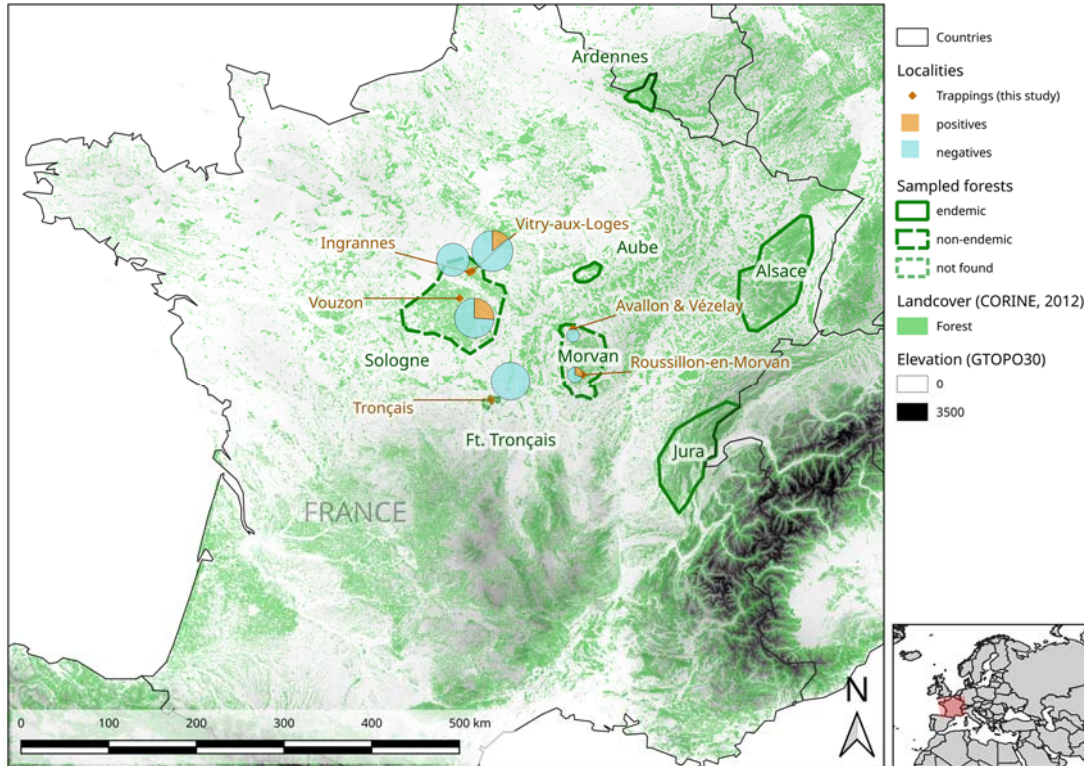 Ardennes
Vitry-aux-Loges
Ingrannes
Aube
Alsace
Vouzon
Avallon & Vézelay
Sologne
Morvan
Roussillon-en-Morvan
Tronçais
Ft. Tronçais
Jura
FRANCE
0 100 200 300 400 500 km
N
Countries
Localities
Trappings (this study)
positives
negatives
Sampled forests
endemic
non-endemic
not found
Landcover (CORINE, 2012)
Forest
Elevation (GTOPO30)
0
3500